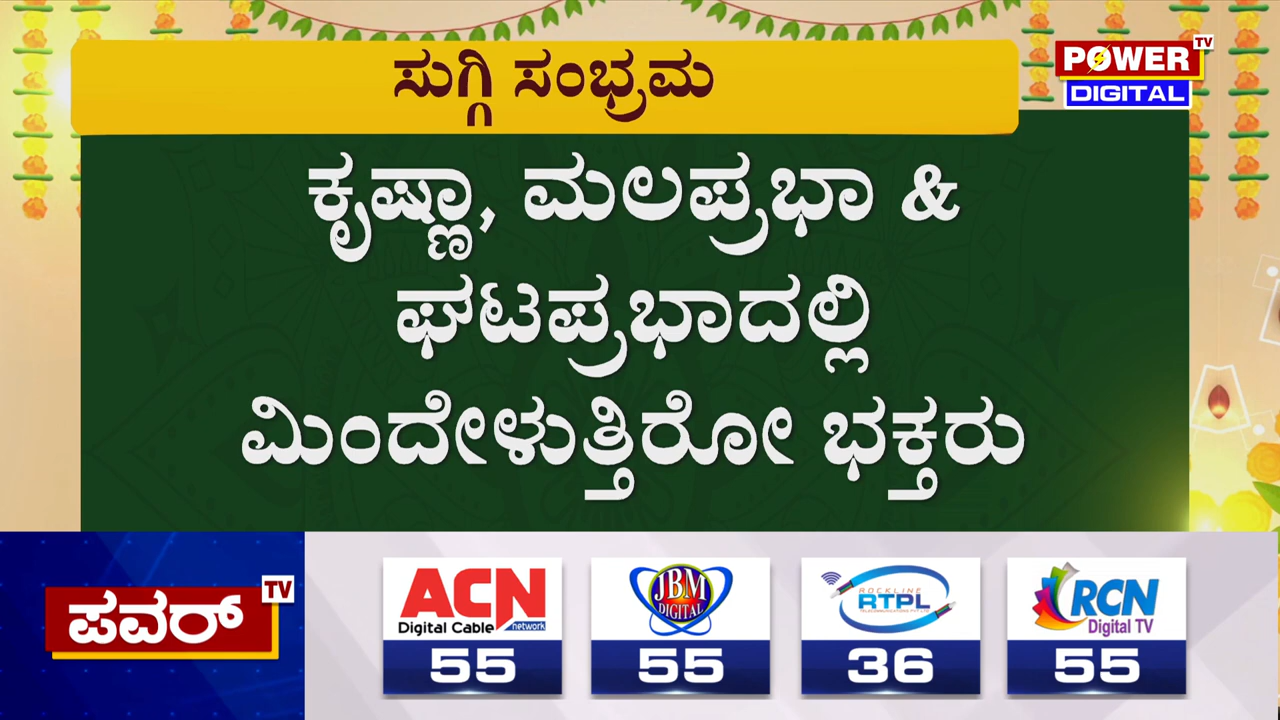 ಸುಗ್ಗಿ ಸಂಭ್ರಮ
POWER TV
DIGITAL
ಕೃಷ್ಣಾ, ಮಲಪ್ರಭಾ &
ಘಟಪ್ರಭಾದಲ್ಲಿ
ಮಿಂದೇಳುತ್ತಿರೋ ಭಕ್ತರು
ಪವರ್ TV
ACN
Digital Cable network
55
JBM
DIGITAL
55
ROCKLINE
RTPL
36
RCN
Digital TV
55